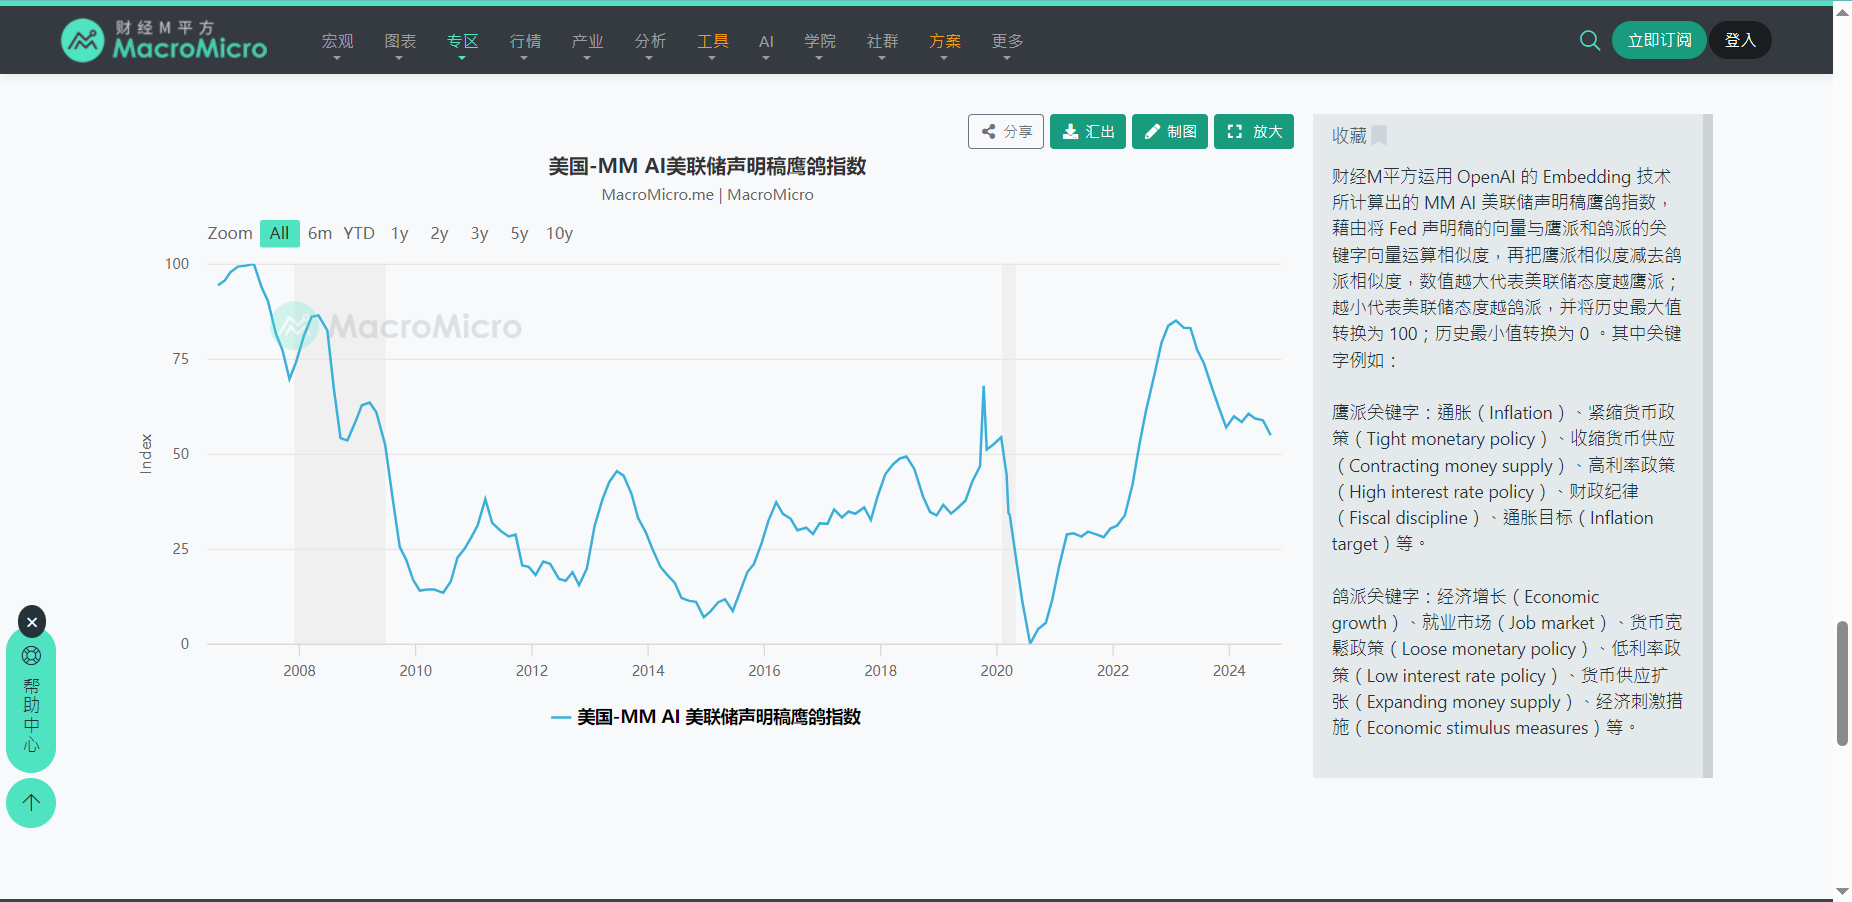 财经M平方
MacroMicro
宏观 图表 专区 行情 产业 分析 工具 AI 学院 社群 方案 更多
立即订阅 登入
分享 汇出 制图 放大
美国-MM AI美联储声明稿鹰鸽指数
MacroMicro.me | MacroMicro
Zoom All 6m YTD 1y 2y 3y 5y 10y
100
75
50
25
0
Index
MacroMicro
2008 2010 2012 2014 2016 2018 2020 2022 2024
美国-MM AI 美联储声明稿鹰鸽指数
收藏
财经M平方运用 OpenAI 的 Embedding 技术
所计算出的 MM AI 美联储声明稿鹰鸽指数，
藉由将 Fed 声明稿的向量与鹰派和鸽派的关
键字向量运算相似度，再把鹰派相似度减去鸽
派相似度，数值越大代表美联储态度越鹰派；
越小代表美联储态度越鸽派，并将历史最大值
转换为 100；历史最小值转换为 0 。其中关键
字例如：
鹰派关键字：通胀（Inflation）、紧缩货币政
策（Tight monetary policy）、收缩货币供应
（Contracting money supply）、高利率政策
（High interest rate policy）、财政纪律
（Fiscal discipline）、通胀目标（Inflation
target）等。
鸽派关键字：经济增长（Economic
growth）、就业市场（Job market）、货币宽
鬆政策（Loose monetary policy）、低利率政
策（Low interest rate policy）、货币供应扩
张（Expanding money supply）、经济刺激措
施（Economic stimulus measures）等。
帮助中心